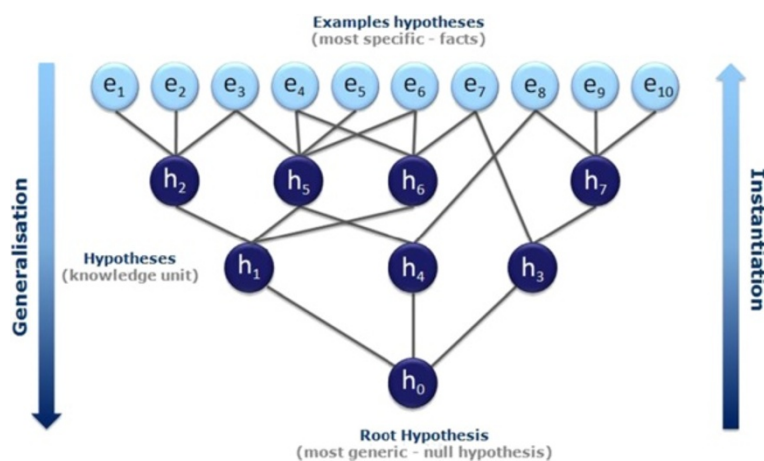 Examples hypotheses
(most specific - facts)
e1 e2 e3 e4 e5 e6 e7 e8 e9 e10
h2 h5 h6 h7
Generalisation
Instantiation
Hypotheses
(knowledge unit)
h1 h4 h3
h0
Root Hypothesis
(most generic - null hypothesis)